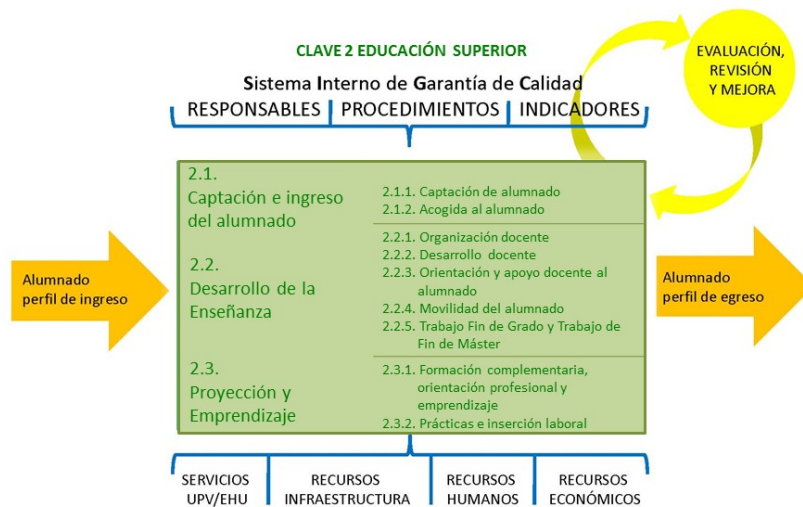 CLAVE 2 EDUCACIÓN SUPERIOR
Sistema Interno de Garantía de Calidad
RESPONSABLES PROCEDIMIENTOS INDICADORES
EVALUACIÓN,
REVISIÓN
Y MEJORA
Alumnado
perfil de ingreso
2.1.
Captación e ingreso
del alumnado
2.1.1. Captación de alumnado
2.1.2. Acogida al alumnado
2.2.
Desarrollo de la
Enseñanza
2.2.1. Organización docente
2.2.2. Desarrollo docente
2.2.3. Orientación y apoyo docente al
alumnado
2.2.4. Movilidad del alumnado
2.2.5. Trabajo Fin de Grado y Trabajo de
Fin de Máster
2.3.
Proyección y
Emprendizaje
2.3.1. Formación complementaria,
orientación profesional y
emprendizaje
2.3.2. Prácticas e inserción laboral
Alumnado
perfil de egreso
SERVICIOS
UPV/EHU
RECURSOS
INFRAESTRUCTURA
RECURSOS
HUMANOS
RECURSOS
ECONÓMICOS